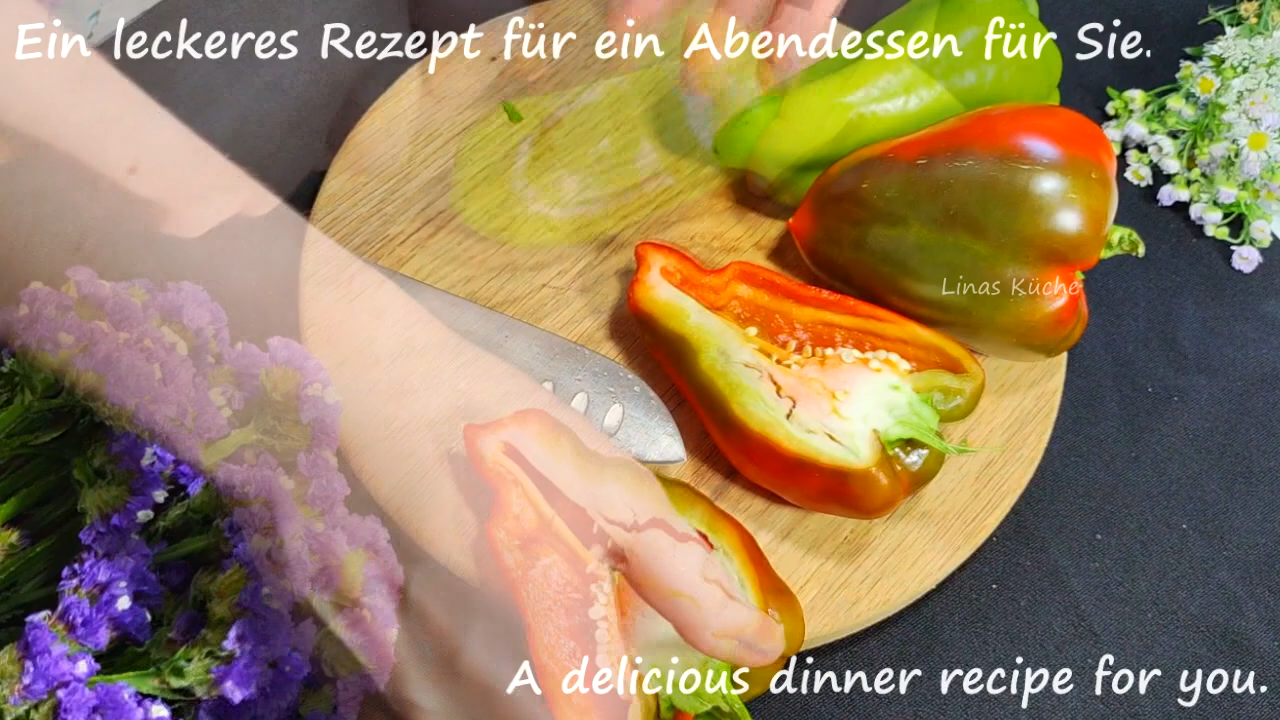 Ein leckeres Rezept für ein Abendessen für Sie.
Linas Küche
A delicious dinner recipe for you.